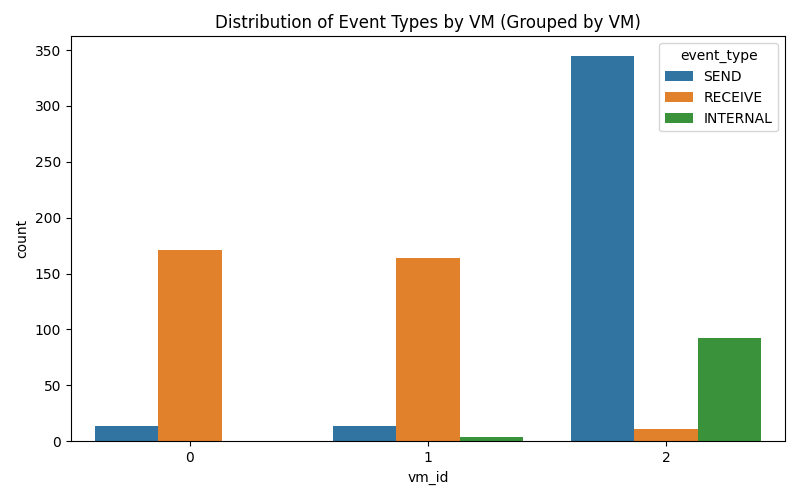 Distribution of Event Types by VM (Grouped by VM)
count
350
300
250
200
150
100
50
0
event_type
SEND
RECEIVE
INTERNAL
0 1 2
vm_id